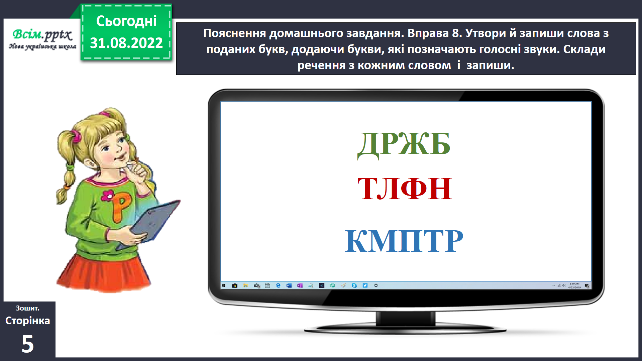 Всім.pptx
Нова українська школа
Сьогодні
31.08.2022
Пояснення домашнього завдання. Вправа 8. Утвори й запиши слова з
поданих букв, додаючи букви, які позначають голосні звуки. Склади
речення з кожним словом і запиши.
ДРЖБ
ТЛФН
КМПТР
Зошит.
Сторінка
5